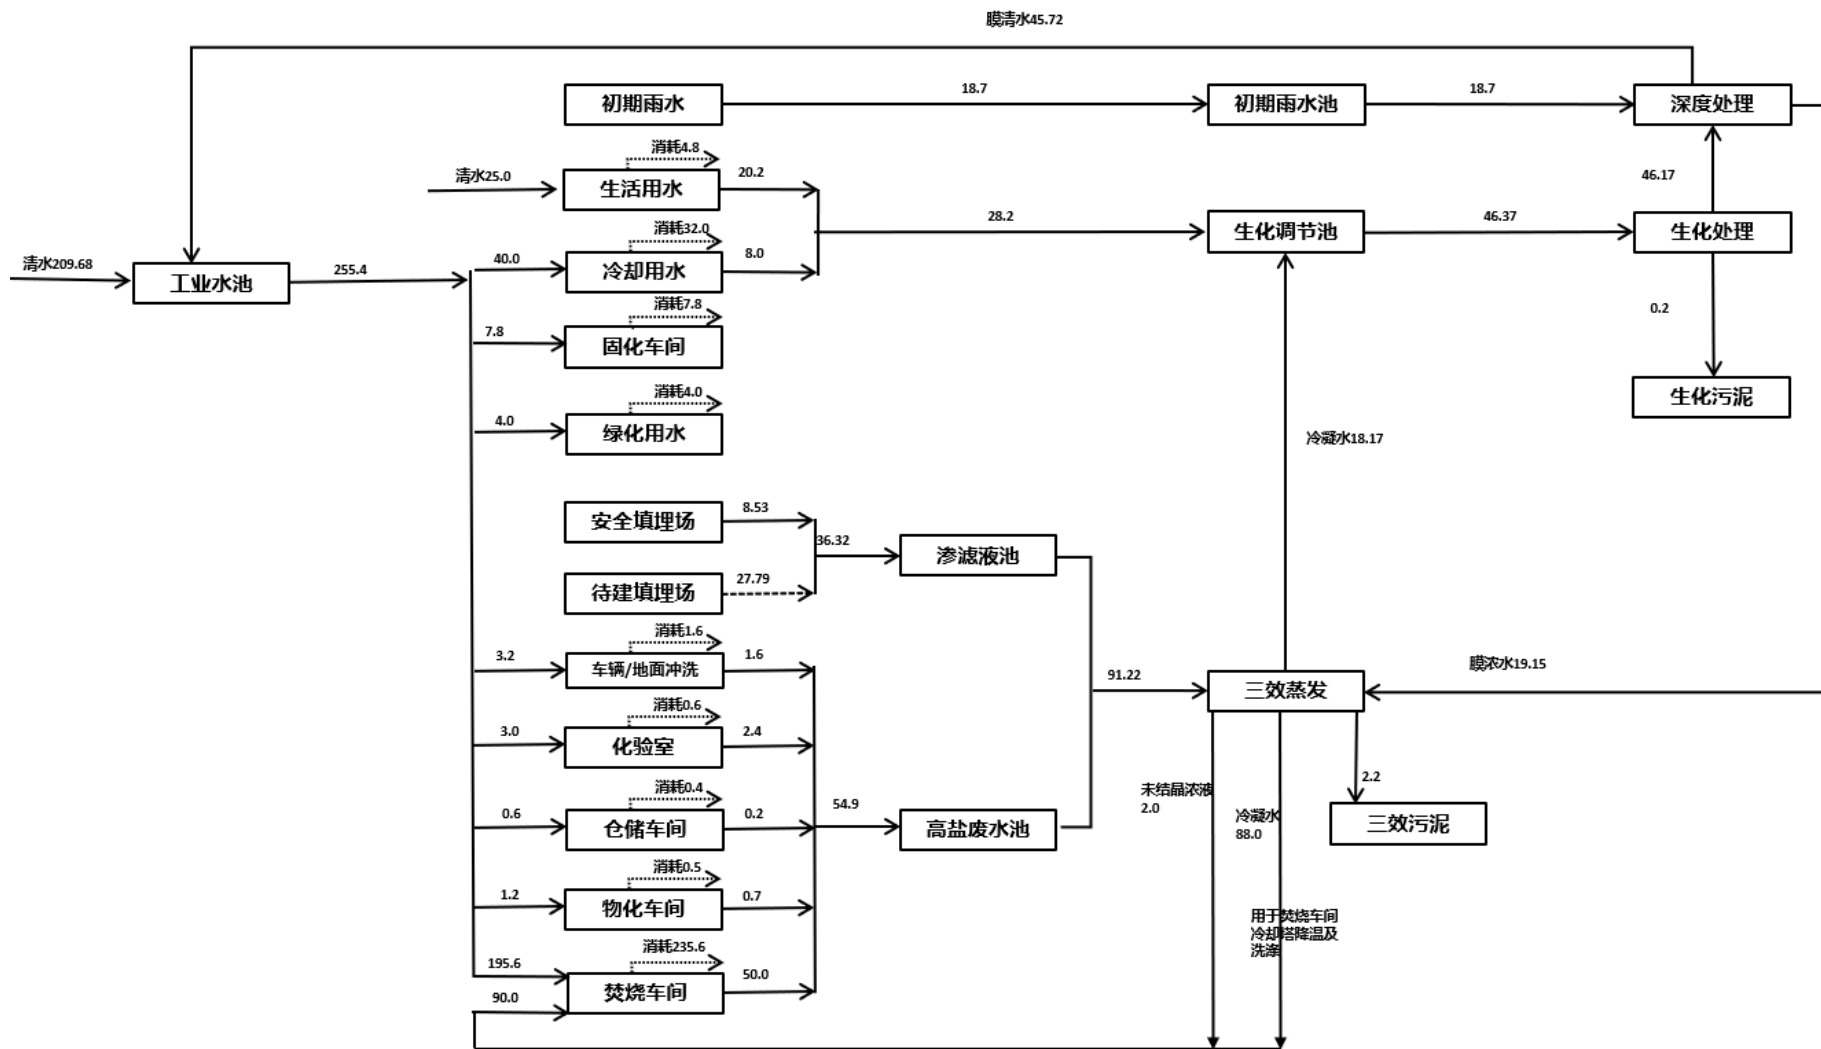 膜清水45.72
初期雨水
18.7
初期雨水池
18.7
深度处理
消耗4.8
清水25.0
生活用水
20.2
46.17
消耗32.0
28.2
生化调节池
46.37
生化处理
清水209.68
工业水池
255.4
40.0
冷却用水
8.0
消耗7.8
7.8
固化车间
0.2
消耗4.0
4.0
绿化用水
生化污泥
冷凝水18.17
安全填埋场
8.53
36.32
渗滤液池
待建填埋场
27.79
消耗1.6
3.2
车辆/地面冲洗
1.6
91.22
三效蒸发
膜浓水19.15
消耗0.6
3.0
化验室
2.4
消耗0.4
0.6
仓储车间
0.2
54.9
高盐废水池
未结晶浓液
2.0
冷凝水
88.0
2.2
三效污泥
消耗0.5
1.2
物化车间
0.7
用于焚烧车间
冷却塔降温及
洗涤
消耗235.6
195.6
焚烧车间
50.0
90.0